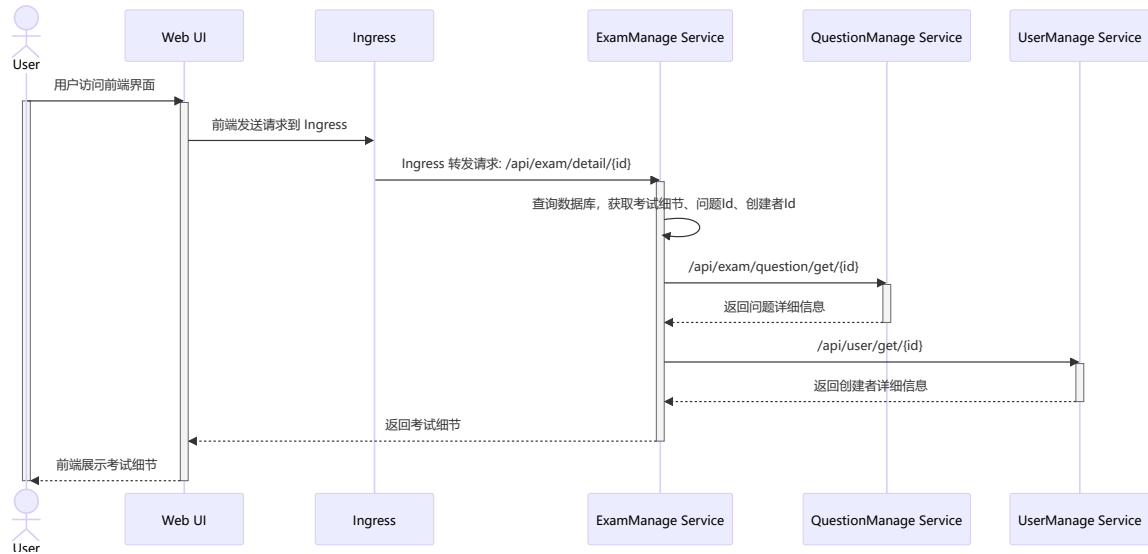 User
Web UI
Ingress
ExamManage Service
QuestionManage Service
UserManage Service
用户访问前端界面
前端发送请求到 Ingress
Ingress 转发请求: /api/exam/detail/{id}
查询数据库，获取考试细节、问题Id、创建者Id
/api/exam/question/get/{id}
返回问题详细信息
/api/user/get/{id}
返回创建者详细信息
返回考试细节
前端展示考试细节
User
Web UI
Ingress
ExamManage Service
QuestionManage Service
UserManage Service